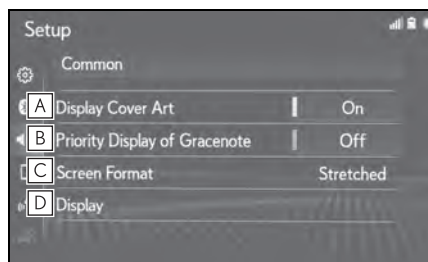 Setup
Common
A Display Cover Art On
B Priority Display of Gracenote Off
C Screen Format Stretched
D Display